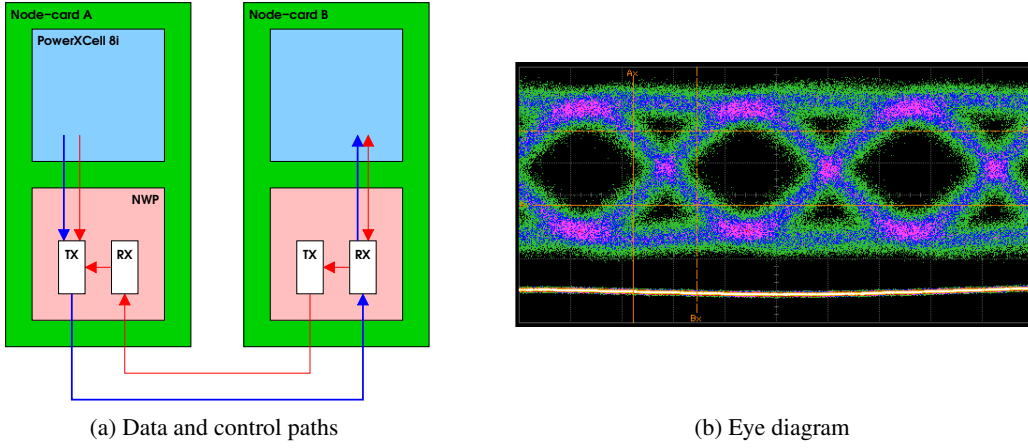 Node-card A
PowerXCell 8i
NWP
TX
RX
Node-card B
TX
RX
Ax
Bx
(a) Data and control paths
(b) Eye diagram